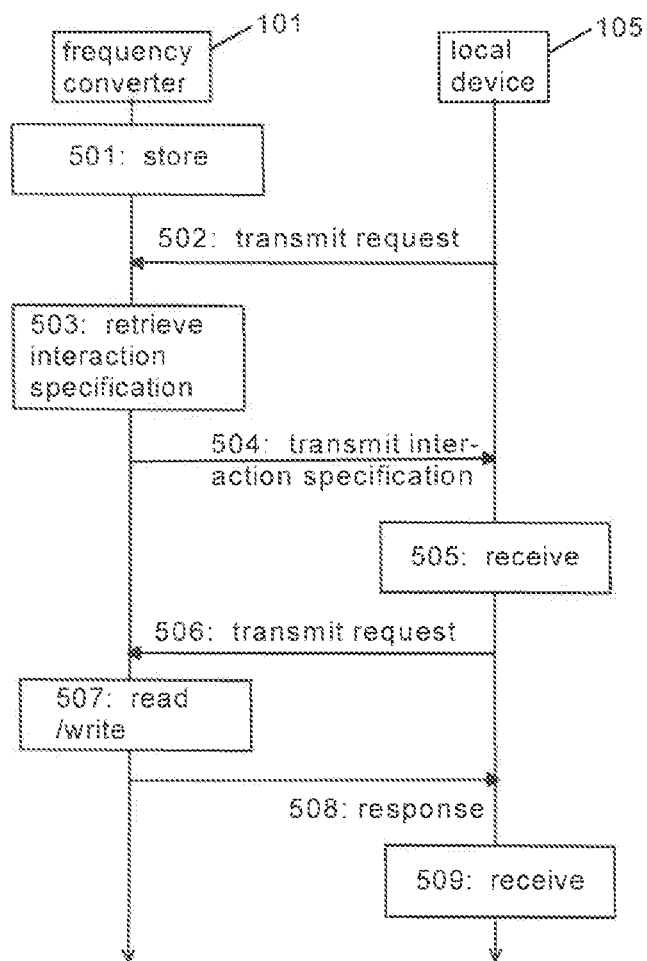 101
105
frequency
converter
local
device
501: store
502: transmit request
503: retrieve
interaction
specification
504: transmit inter-
action specification
505: receive
506: transmit request
507: read
/write
508: response
509: receive